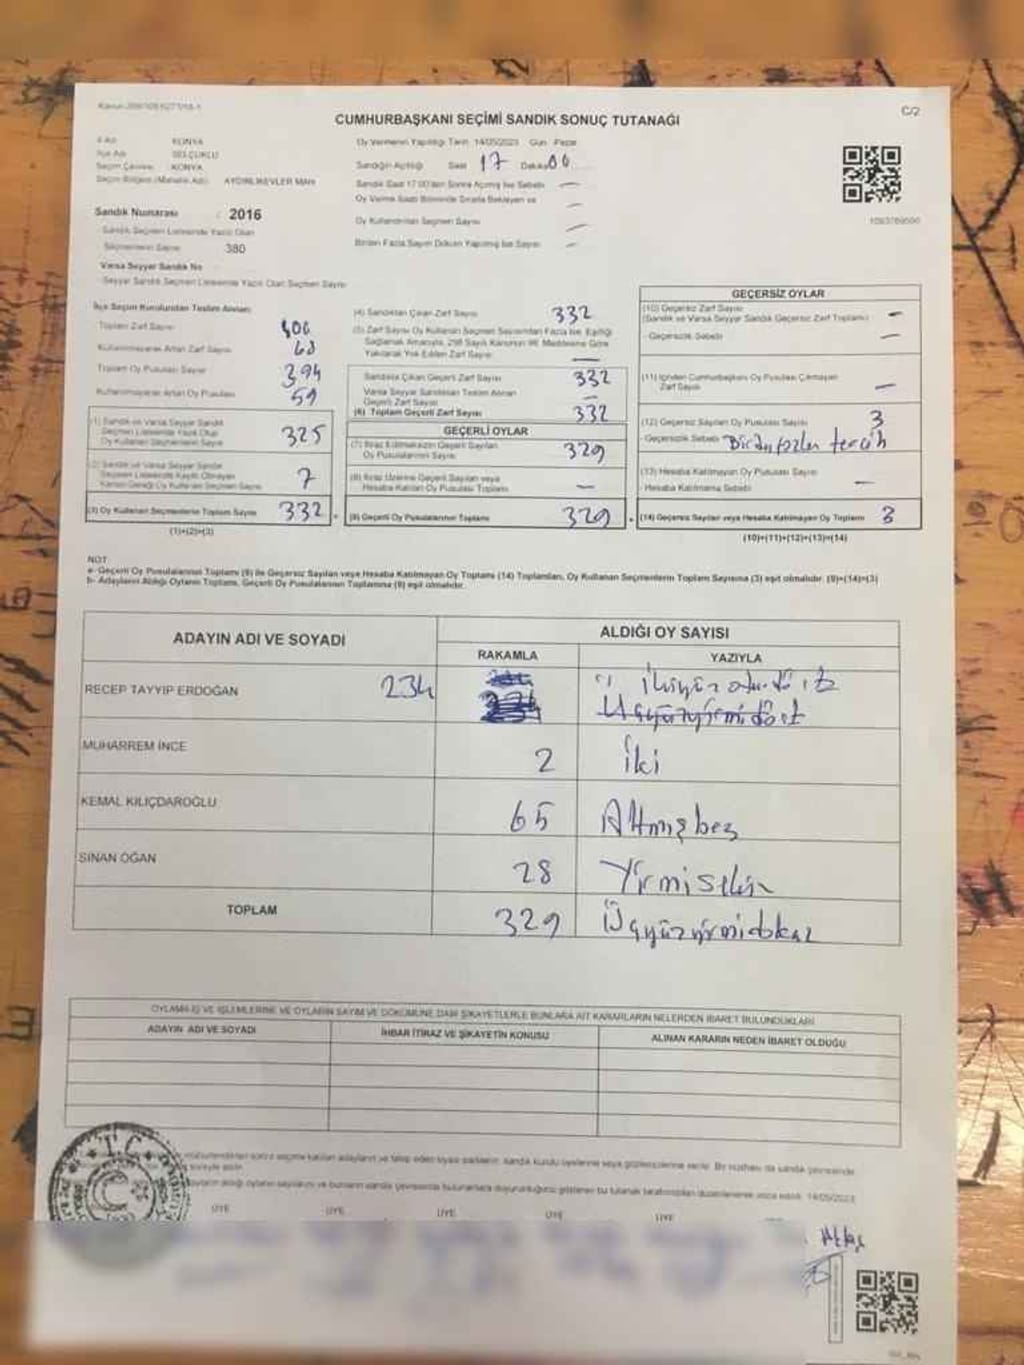 C/2
CUMHURBAŞKANI SEÇİMİ SANDIK SONUÇ TUTANAĞI
İl Adı KONYA
İlçe Adı SELÇUKLU
Seçim Çevresi KONYA
Seçim Bölgesi (Mahalle Adı) AYDINLIKEVLER MAH
Sandık Numarası : 2016
Sandık Seçmen Listesinde Yazılı Olan
Seçmenlerin Sayısı 380
Varsa Seyyar Sandık No
Seyyar Sandık Seçmen Listesinde Yazılı Olan Seçmen Sayısı
Oy Vermenin Yapıldığı Tarih 14/05/2023 Gün Pazar
Sandığın Açıldığı Saat 17 Dakika 00
Sandık Saat 17.00'den Sonra Açılmış İse Sebebi —
Oy Verme Saati Bitiminde Sırada Bekleyen ve —
Oy Kullandırılan Seçmen Sayısı —
Birden Fazla Sayım Döküm Yapılmış İse Sayısı —
İlçe Seçim Kurulundan Teslim Alınan
Toplam Zarf Sayısı 400
Kullanılmayarak Artan Zarf Sayısı 68
Toplam Oy Pusulası Sayısı 394
Kullanılmayarak Artan Oy Pusulası 59
(1) Sandık ve Varsa Seyyar Sandık
Seçmen Listesinde Yazılı Olup
Oy Kullanan Seçmenlerin Sayısı 325
(2) Sandık ve Varsa Seyyar Sandık
Seçmen Listesinde Kayıtlı Olmayan
Kanun Gereği Oy Kullanan Seçmenlerin Sayısı 7
(3) Oy Kullanan Seçmenlerin Toplam Sayısı 332
(1)+(2)=(3)
(4) Sandıktan Çıkan Zarf Sayısı 332
(5) Zarf Sayısı Oy Kullanan Seçmen Sayısından Fazla İse, Eşitliği
Sağlamak Amacıyla, 298 Sayılı Kanunun 98. Maddesine Göre
Yakılarak Yok Edilen Zarf Sayısı —
Sandıkta Çıkan Geçerli Zarf Sayısı 332
Varsa Seyyar Sandıktan Teslim Alınan
Geçerli Zarf Sayısı —
(6) Toplam Geçerli Zarf Sayısı 332
GEÇERLİ OYLAR
(7) İtiraz Edilmeksizin Geçerli Sayılan
Oy Pusulalarının Sayısı 329
(8) İtiraz Üzerine Geçerli Sayılan veya
Hesaba Katılan Oy Pusulası Toplamı —
(9) Geçerli Oy Pusulalarının Toplamı 329
GEÇERSİZ OYLAR
(10) Geçersiz Zarf Sayısı
(Sandık ve Varsa Seyyar Sandık Geçersiz Zarf Toplamı) —
Geçersizlik Sebebi —
(11) İçinden Cumhurbaşkanı Oy Pusulası Çıkmayan
Zarf Sayısı —
(12) Geçersiz Sayılan Oy Pusulası Sayısı 3
Geçersizlik Sebebi Birden fazla tercih
(13) Hesaba Katılmayan Oy Pusulası Sayısı —
Hesaba Katılmama Sebebi
(14) Geçersiz Sayılan veya Hesaba Katılmayan Oy Toplamı 3
(10)+(11)+(12)+(13)=(14)
NOT
a- Geçerli Oy Pusulalarının Toplamı (9) ile Geçersiz Sayılan veya Hesaba Katılmayan Oy Toplamı (14) Toplamları, Oy Kullanan Seçmenlerin Toplam Sayısına (3) eşit olmalıdır. (9)+(14)=(3)
b- Adayların Aldığı Oyların Toplamı, Geçerli Oy Pusulalarının Toplamına (9) eşit olmalıdır.
ADAYIN ADI VE SOYADI
ALDIĞI OY SAYISI
RAKAMLA YAZIYLA
RECEP TAYYIP ERDOĞAN 234 İkiyüz otuz dört
Üçyüzyirmidört
MUHARREM İNCE 2 İki
KEMAL KILIÇDAROĞLU 65 Altmışbeş
SİNAN OĞAN 28 Yirmisekiz
TOPLAM 329 Üçyüzyirmidokuz
OYLAMA İŞ VE İŞLEMLERİNE VE OYLARIN SAYIM VE DÖKÜMÜNE DAİR ŞİKAYETLERLE BUNLARA AİT KARARLARIN NELERDEN İBARET BULUNDUKLARI
ADAYIN ADI VE SOYADI İHBAR İTİRAZ VE ŞİKAYETİN KONUSU ALINAN KARARIN NEDEN İBARET OLDUĞU
T.C.
ÜYE ÜYE ÜYE ÜYE ÜYE